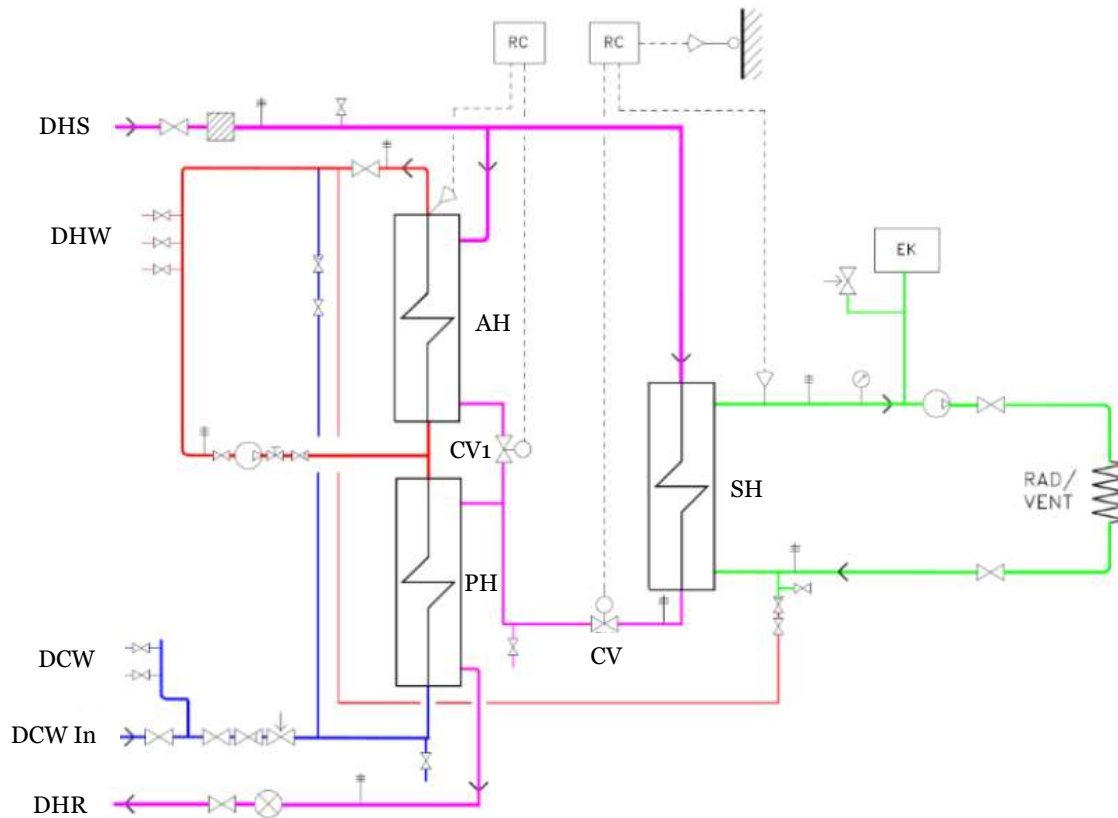 RC
RC
DHS
DHW
EK
AH
CV1
SH
RAD/
VENT
PH
DCW
CV
DCW In
DHR